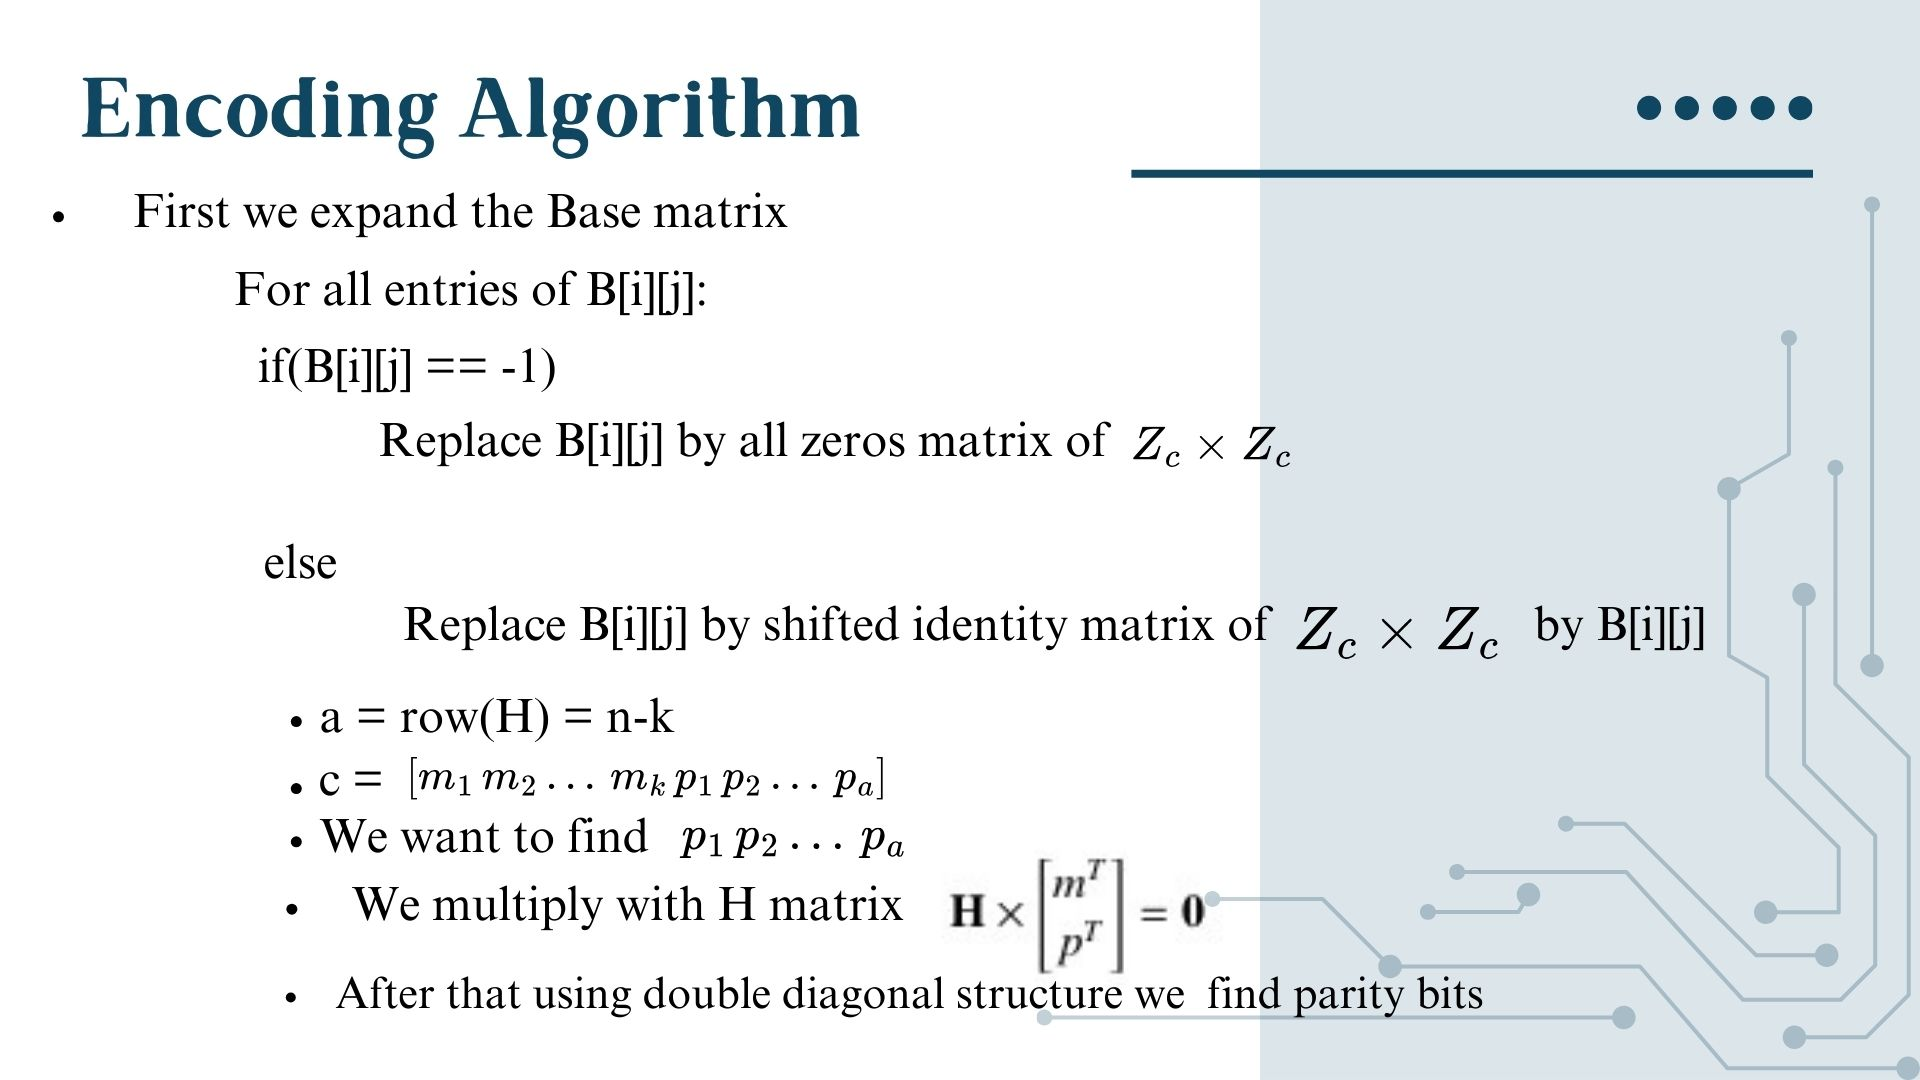 Encoding Algorithm
• First we expand the Base matrix
For all entries of B[i][j]:
if(B[i][j] == -1)
Replace B[i][j] by all zeros matrix of Z_c × Z_c
else
Replace B[i][j] by shifted identity matrix of Z_c × Z_c by B[i][j]
• a = row(H) = n-k
• c = [m_1 m_2 ... m_k p_1 p_2 ... p_a]
• We want to find p_1 p_2 ... p_a
• We multiply with H matrix H × [m^T p^T] = 0
• After that using double diagonal structure we find parity bits